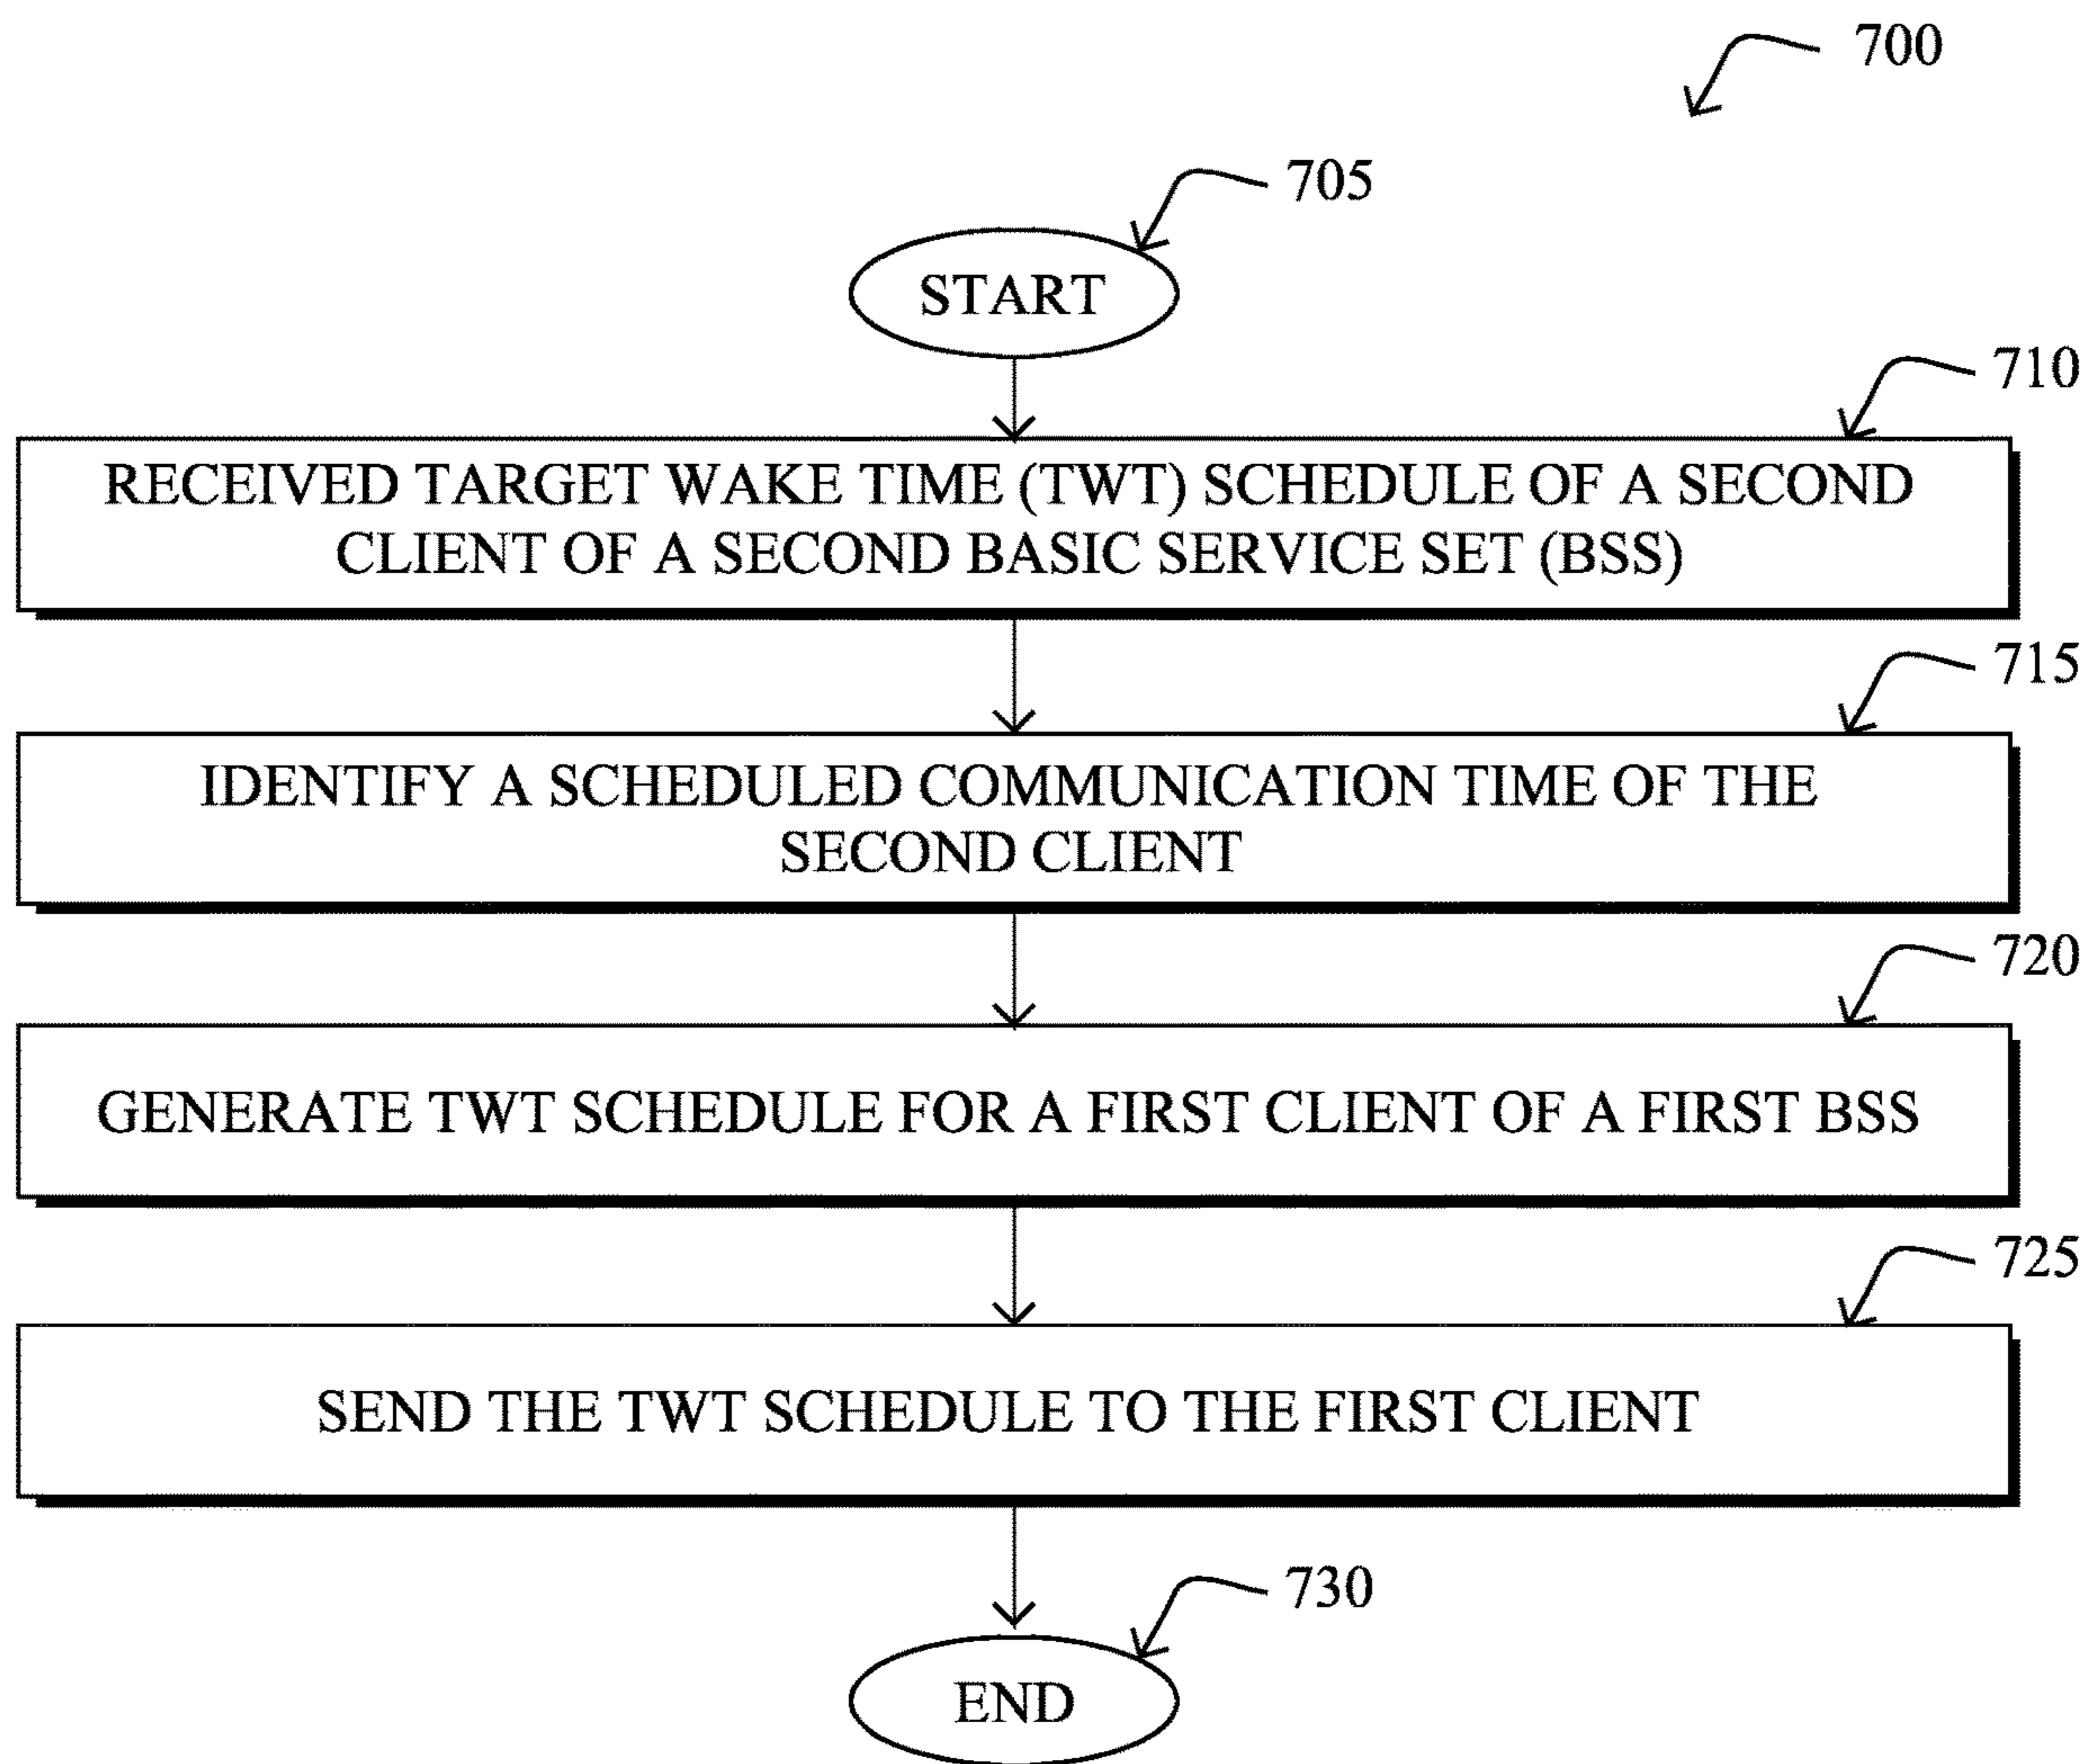 700
705
START
710
RECEIVED TARGET WAKE TIME (TWT) SCHEDULE OF A SECOND
CLIENT OF A SECOND BASIC SERVICE SET (BSS)
715
IDENTIFY A SCHEDULED COMMUNICATION TIME OF THE
SECOND CLIENT
720
GENERATE TWT SCHEDULE FOR A FIRST CLIENT OF A FIRST BSS
725
SEND THE TWT SCHEDULE TO THE FIRST CLIENT
730
END